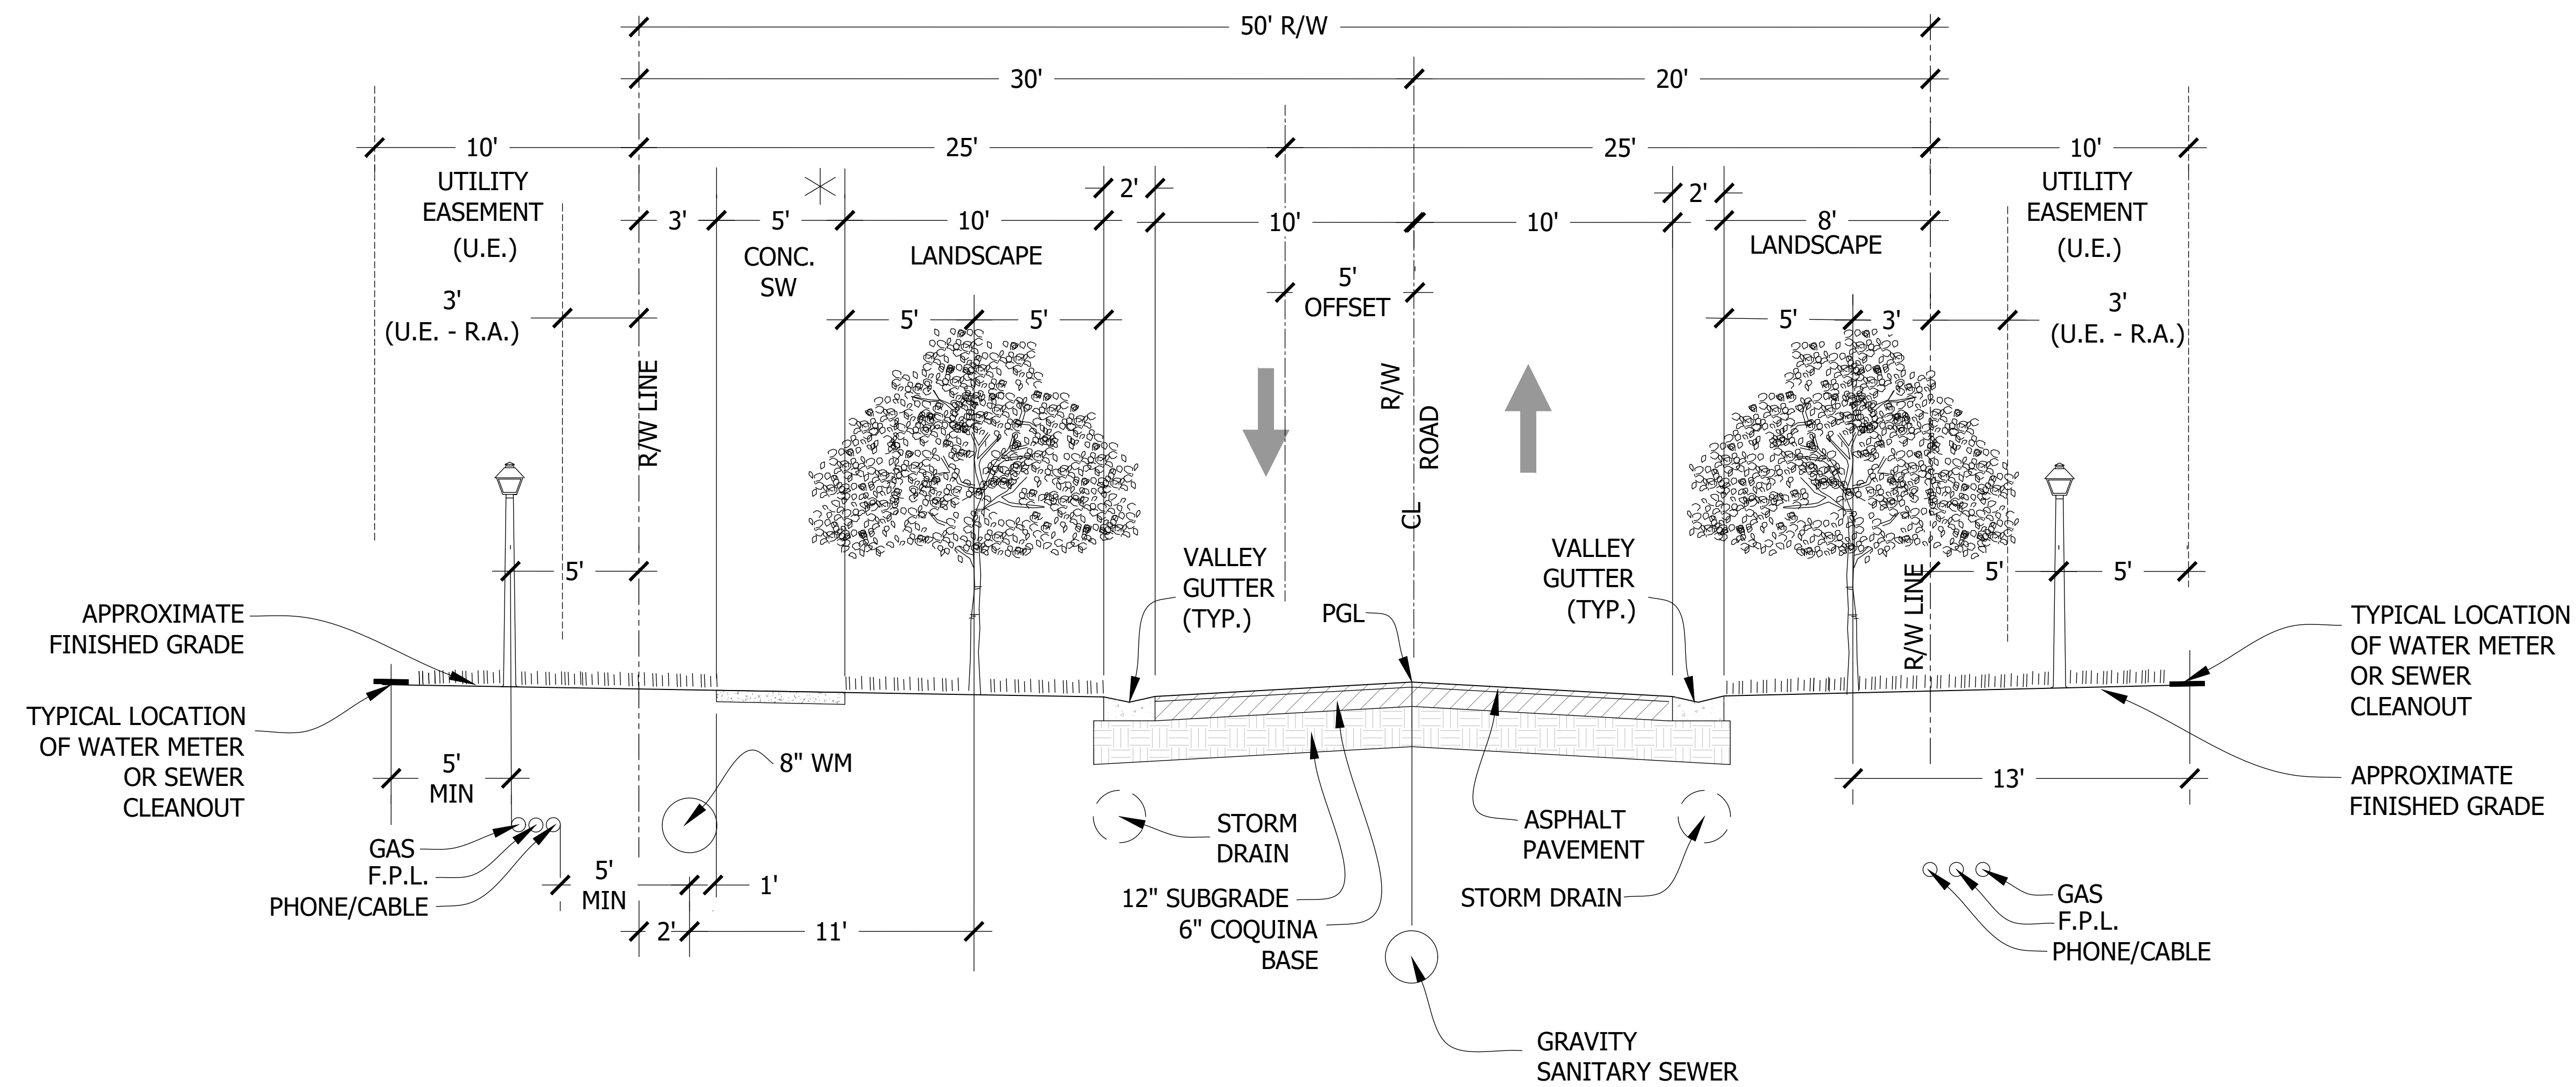 50' R/W
30'
20'
10'
25'
25'
10'
UTILITY
EASEMENT
(U.E.)
2'
2'
UTILITY
EASEMENT
(U.E.)
3'
5'
10'
10'
10'
8'
CONC.
SW
LANDSCAPE
LANDSCAPE
5'
OFFSET
3'
(U.E. - R.A.)
5'
5'
5'
3'
3'
(U.E. - R.A.)
R/W LINE
R/W
ROAD
CL
R/W LINE
5'
5'
5'
VALLEY
GUTTER
(TYP.)
PGL
VALLEY
GUTTER
(TYP.)
APPROXIMATE
FINISHED GRADE
TYPICAL LOCATION
OF WATER METER
OR SEWER
CLEANOUT
TYPICAL LOCATION
OF WATER METER
OR SEWER
CLEANOUT
5'
MIN
8" WM
13'
APPROXIMATE
FINISHED GRADE
GAS
F.P.L.
PHONE/CABLE
5'
MIN
1'
2'
11'
STORM
DRAIN
12" SUBGRADE
6" COQUINA
BASE
ASPHALT
PAVEMENT
STORM DRAIN
GAS
F.P.L.
PHONE/CABLE
GRAVITY
SANITARY SEWER